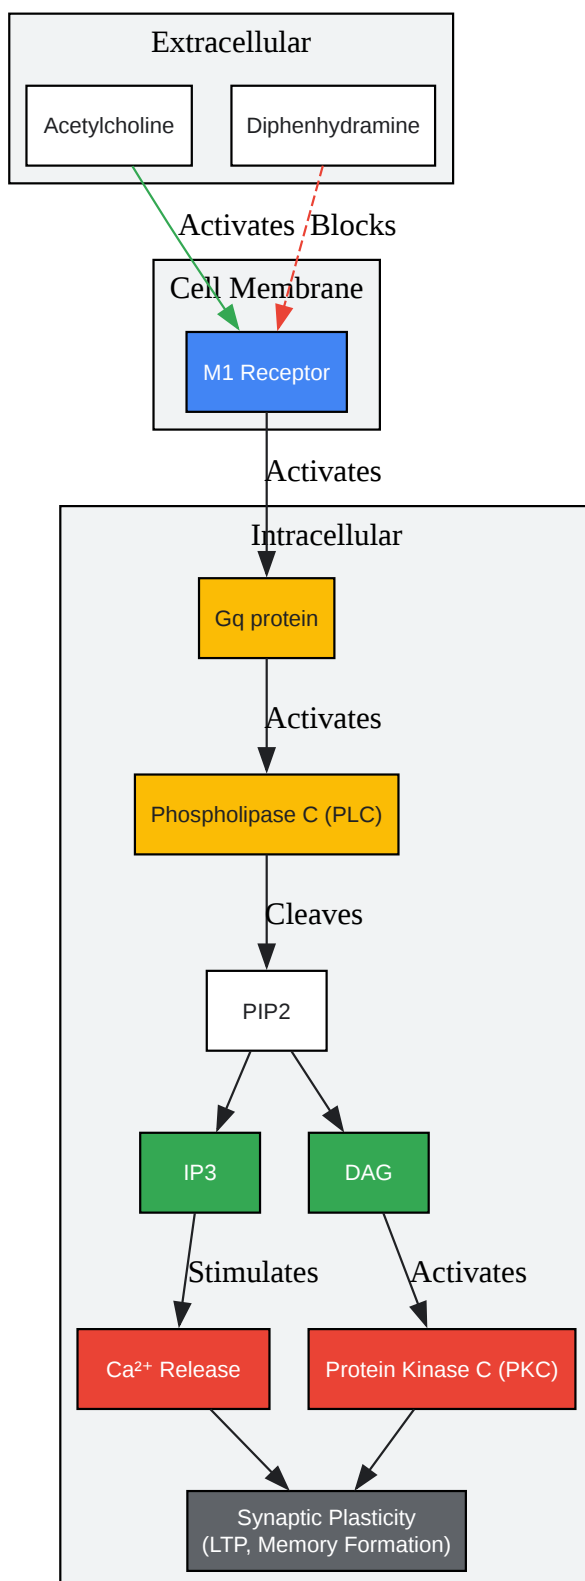 Extracellular
Acetylcholine
Diphenhydramine
Activates
Blocks
Cell Membrane
M1 Receptor
Activates
Intracellular
Gq protein
Activates
Phospholipase C (PLC)
Cleaves
PIP2
IP3
DAG
Stimulates
Activates
Ca²⁺ Release
Protein Kinase C (PKC)
Synaptic Plasticity
(LTP, Memory Formation)